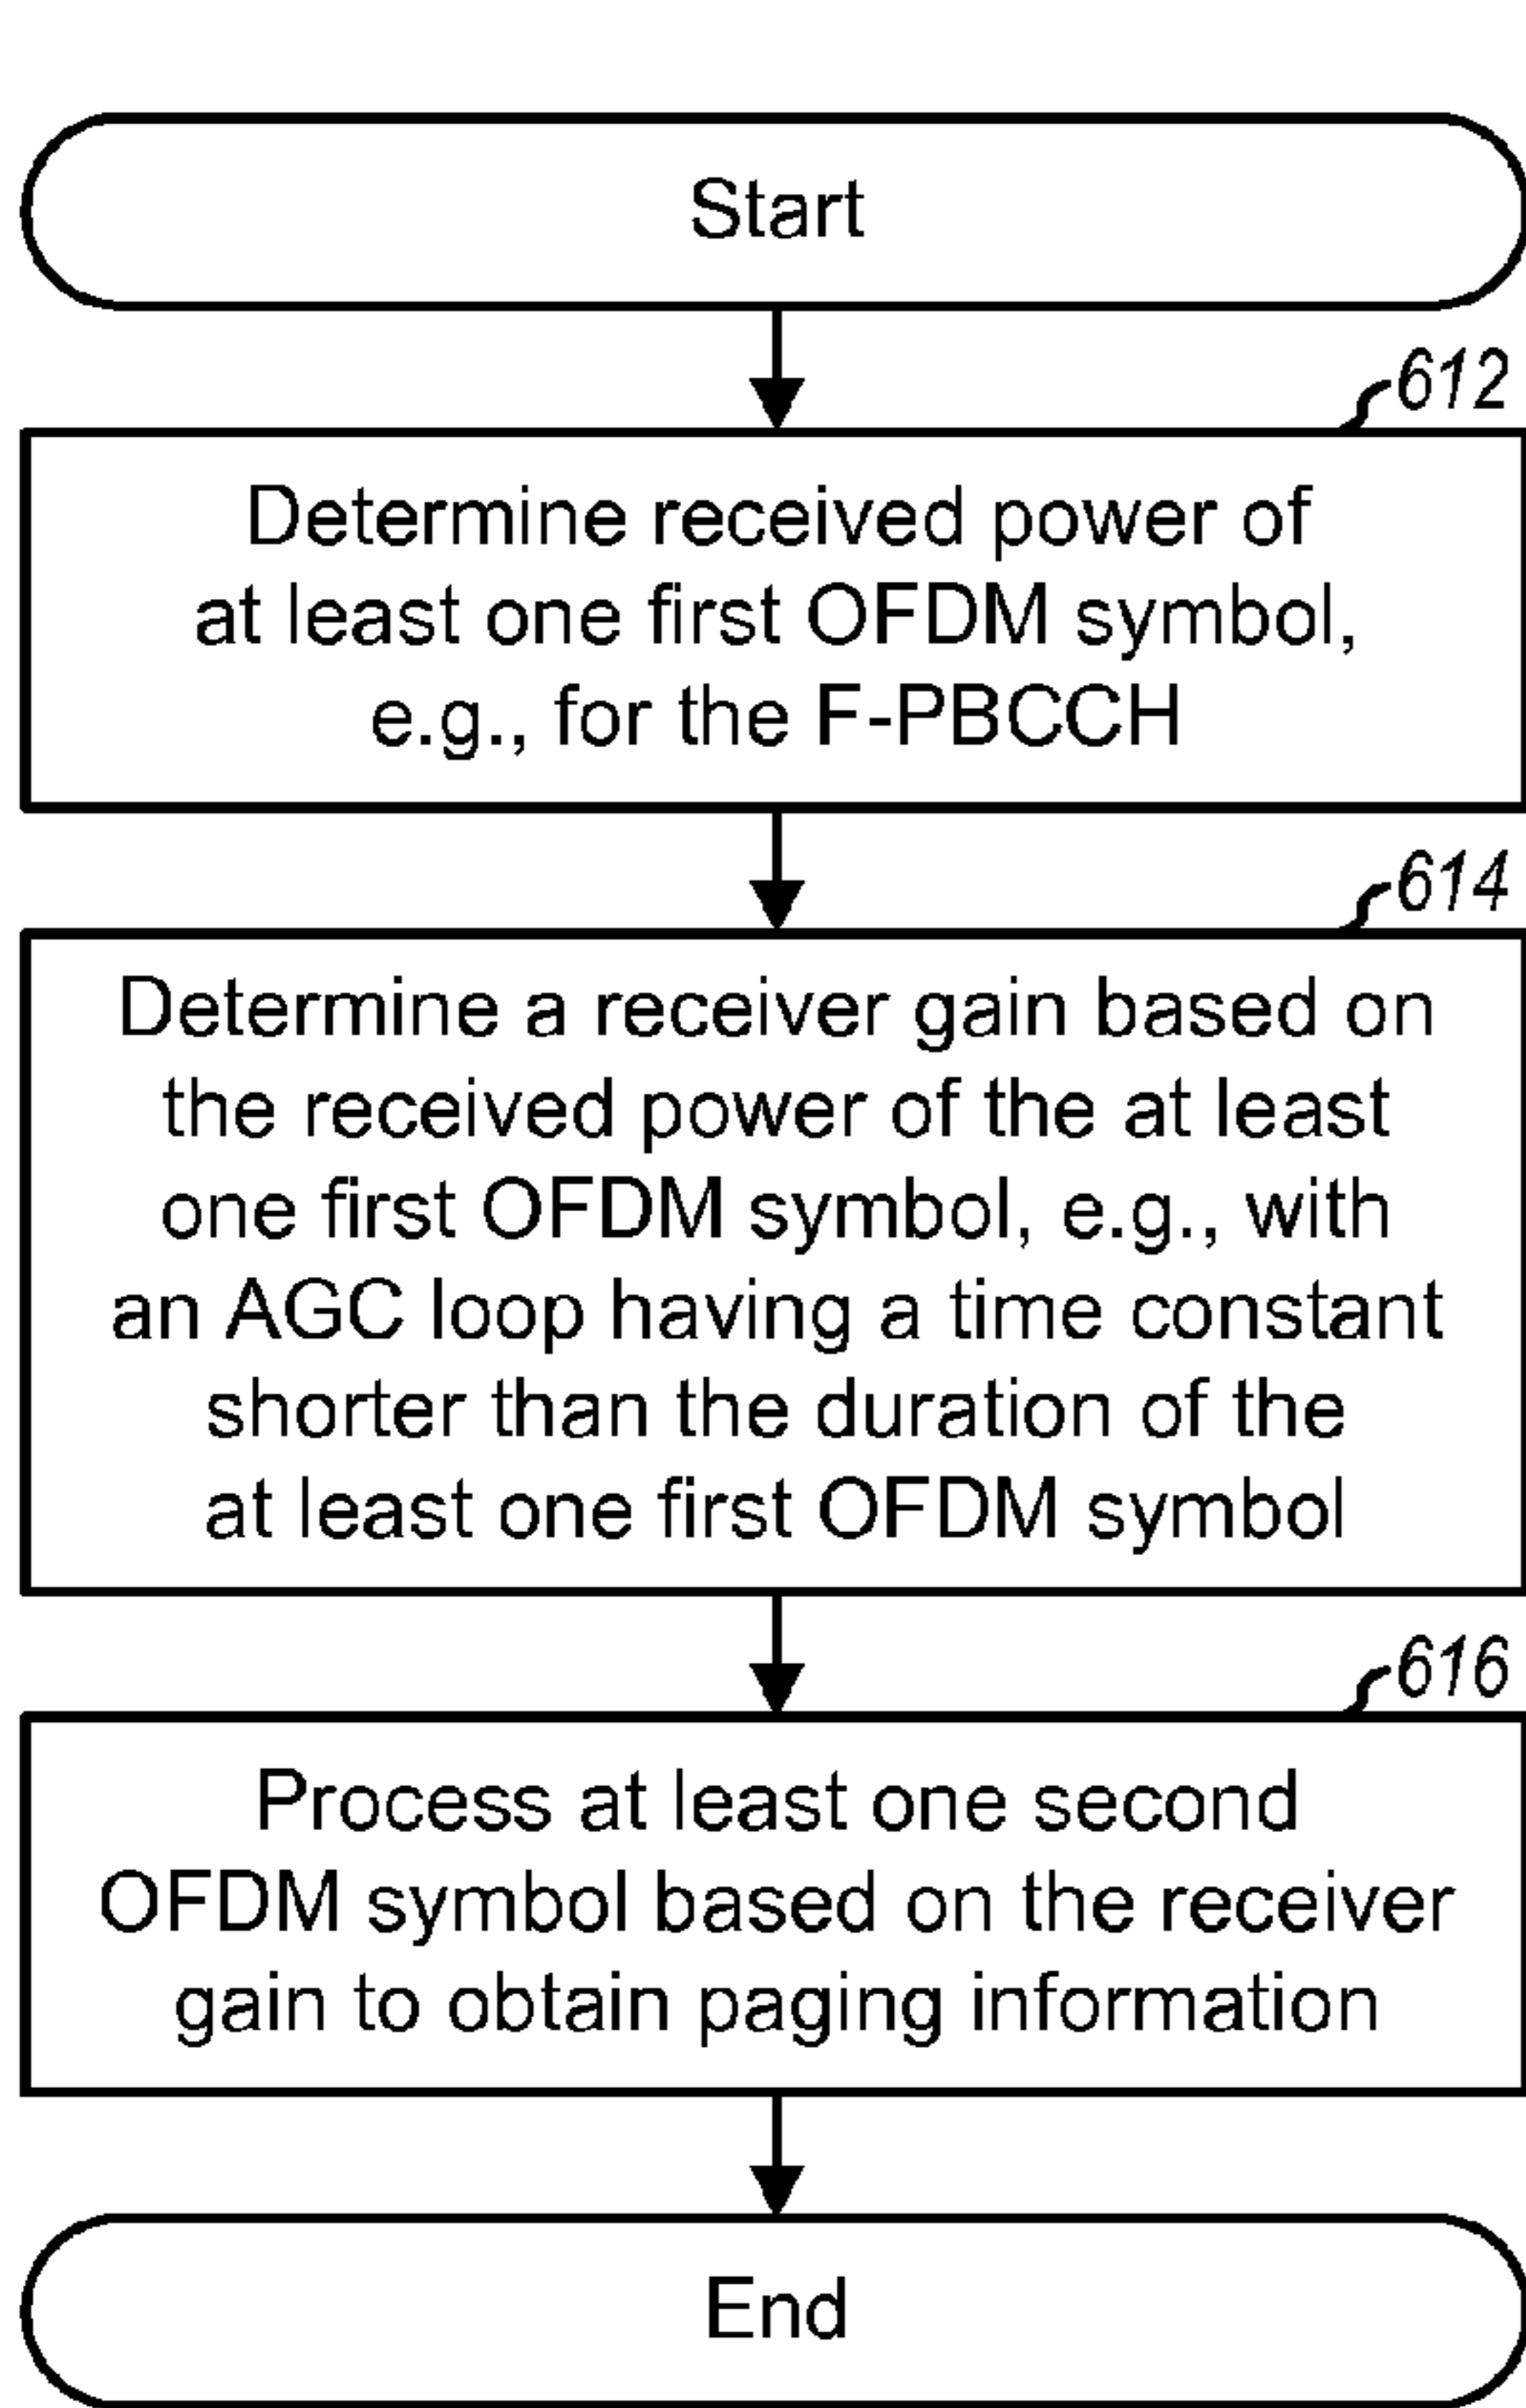 Start
612
Determine received power of
at least one first OFDM symbol,
e.g., for the F-PBCCH
614
Determine a receiver gain based on
the received power of the at least
one first OFDM symbol, e.g., with
an AGC loop having a time constant
shorter than the duration of the
at least one first OFDM symbol
616
Process at least one second
OFDM symbol based on the receiver
gain to obtain paging information
End